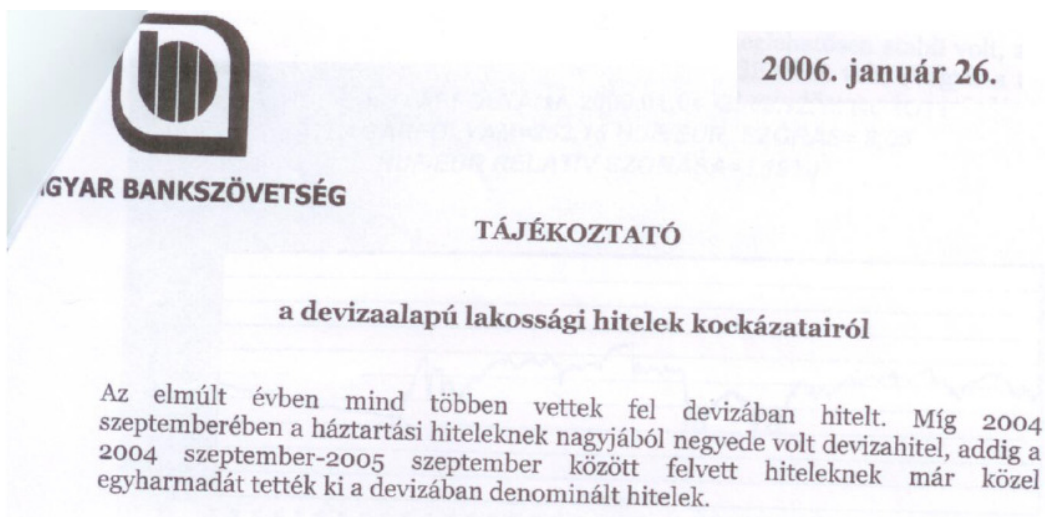 2006. január 26.
GYAR BANKSZÖVETSÉG
TÁJÉKOZTATÓ
a devizaalapú lakossági hitelek kockázatairól
Az elmúlt évben mind többen vettek fel devizában hitelt. Míg 2004
szeptemberében a háztartási hiteleknek nagyjából negyede volt devizahitel, addig a
2004 szeptember-2005 szeptember között felvett hiteleknek már közel
egyharmadát tették ki a devizában denominált hitelek.